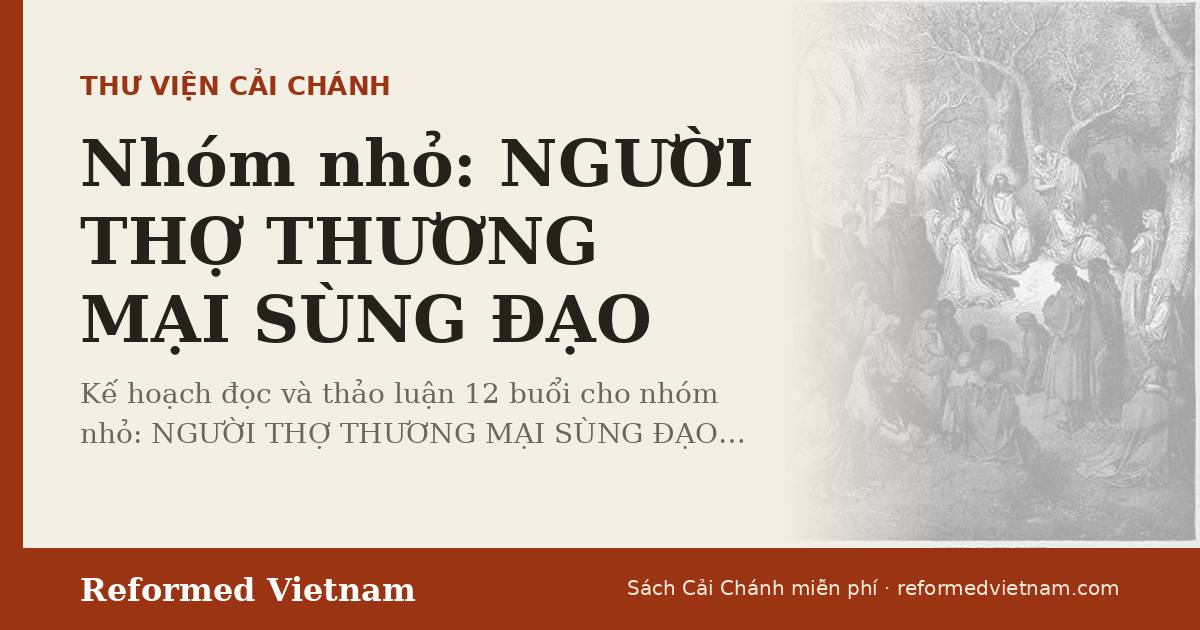 THƯ VIỆN CẢI CHÁNH
Nhóm nhỏ: NGƯỜI
THỢ THƯƠNG
MẠI SÙNG ĐẠO
Kế hoạch đọc và thảo luận 12 buổi cho nhóm
nhỏ: NGƯỜI THỢ THƯƠNG MẠI SÙNG ĐẠO...
Reformed Vietnam
Sách Cải Chánh miễn phí · reformedvietnam.com